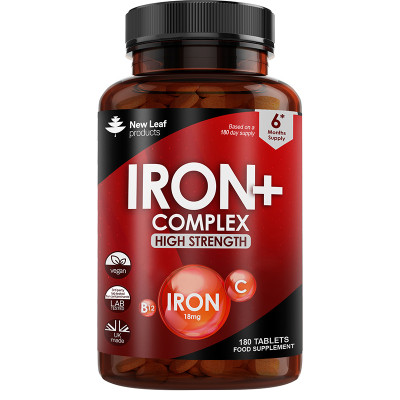 New Leaf
products
Based on a
180 day supply
6*
Months
Supply
IRON+
COMPLEX
HIGH STRENGTH
vegan
LAB
TESTED
UK
made
B12
IRON
18mg
C
180 TABLETS
FOOD SUPPLEMENT